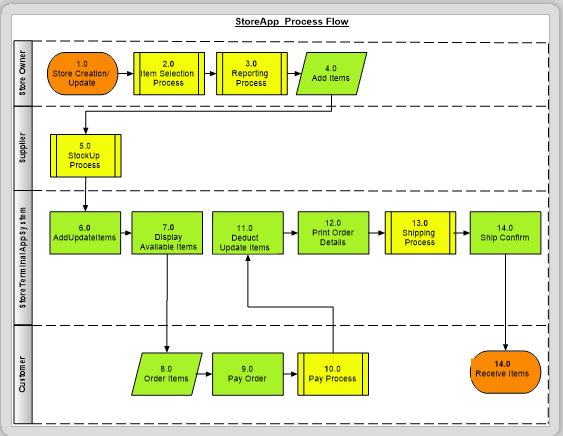 StoreApp Process Flow
Store Owner
1.0
Store Creation/
Update
2.0
Item Selection
Process
3.0
Reporting
Process
4.0
Add Items
Supplier
5.0
StockUp
Process
StoreTerminalAppSystem
6.0
AddUpdateItems
7.0
Display
Available Items
11.0
Deduct
Update Items
12.0
Print Order
Details
13.0
Shipping
Process
14.0
Ship Confirm
Customer
8.0
Order Items
9.0
Pay Order
10.0
Pay Process
14.0
Receive Items